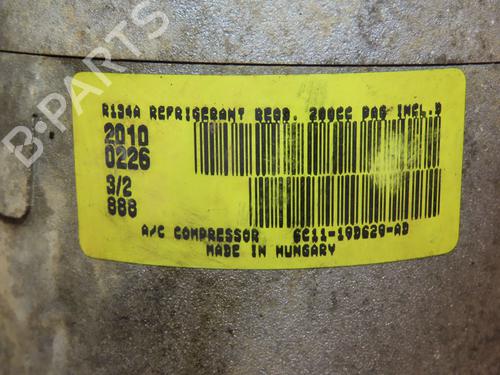 B-PARTS
R134A REFRIGERANT REQD. 200CC PAG INCL.D
2010
0226
3/2
888
A/C COMPRESSOR 6C11-19D629-AD
MADE IN HUNGARY